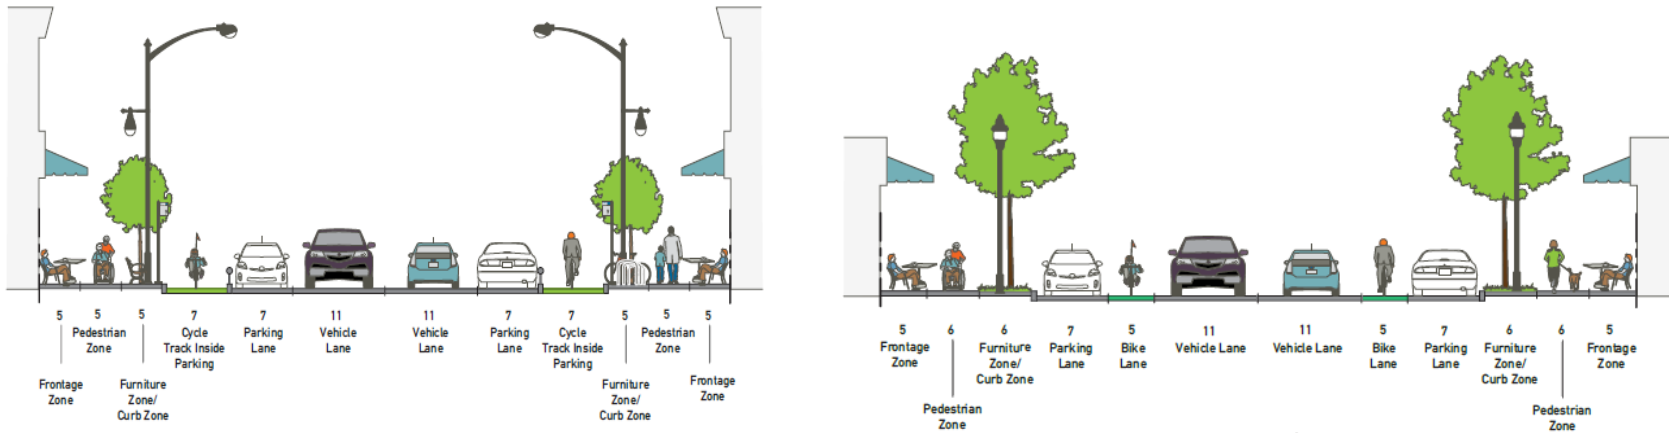 5
Frontage
Zone
5
Pedestrian
Zone
5
Furniture
Zone/
Curb Zone
7
Cycle
Track Inside
Parking
7
Parking
Lane
11
Vehicle
Lane
11
Vehicle
Lane
7
Parking
Lane
7
Cycle
Track Inside
Parking
5
Furniture
Zone/
Curb Zone
5
Pedestrian
Zone
5
Frontage
Zone
5
Frontage
Zone
6
Pedestrian
Zone
6
Furniture
Zone/
Curb Zone
7
Parking
Lane
5
Bike
Lane
11
Vehicle Lane
11
Vehicle Lane
5
Bike
Lane
7
Parking
Lane
6
Furniture
Zone/
Curb Zone
6
Pedestrian
Zone
5
Frontage
Zone